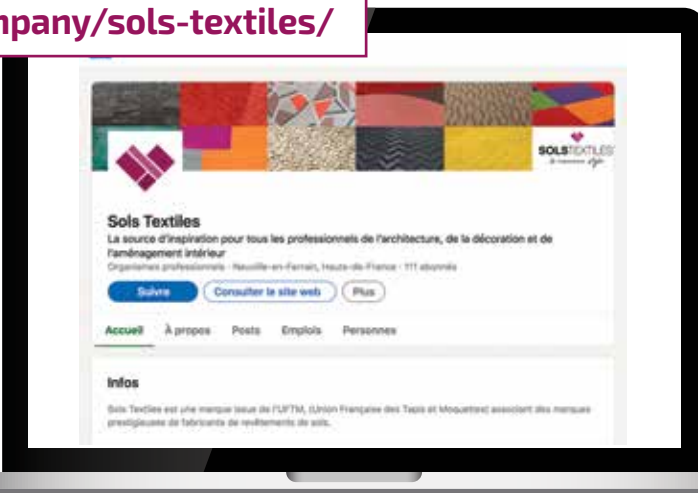 mpany/sols-textiles/
SOLSTEXTILES
Sols Textiles
La source d'inspiration pour tous les professionnels de l'architecture, de la décoration et de
l'aménagement intérieur
Organismes professionnels · Neuville-en-Ferrain, Hauts-de-France · 111 abonnés
Suivre
Consulter le site web
Plus
Accueil
À propos
Posts
Emplois
Personnes
Infos
Sols Textiles est une marque issue de l'UFTM, (Union Française des Tapis et Moquettes) associant des marques
prestigieuses de fabricants de revêtements de sols.